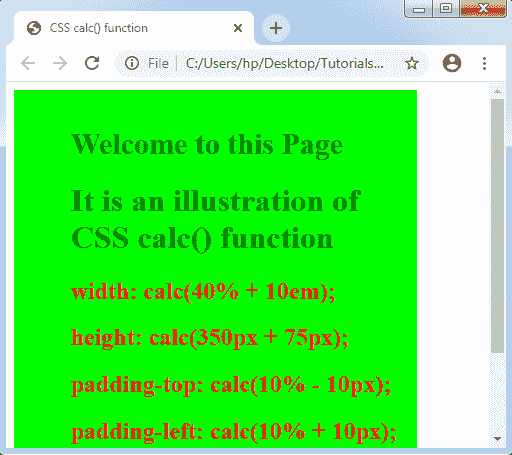 CSS calc() function
File
C:/Users/hp/Desktop/Tutorials...
Welcome to this Page
It is an illustration of
CSS calc() function
width: calc(40% + 10em);
height: calc(350px + 75px);
padding-top: calc(10% - 10px);
padding-left: calc(10% + 10px);